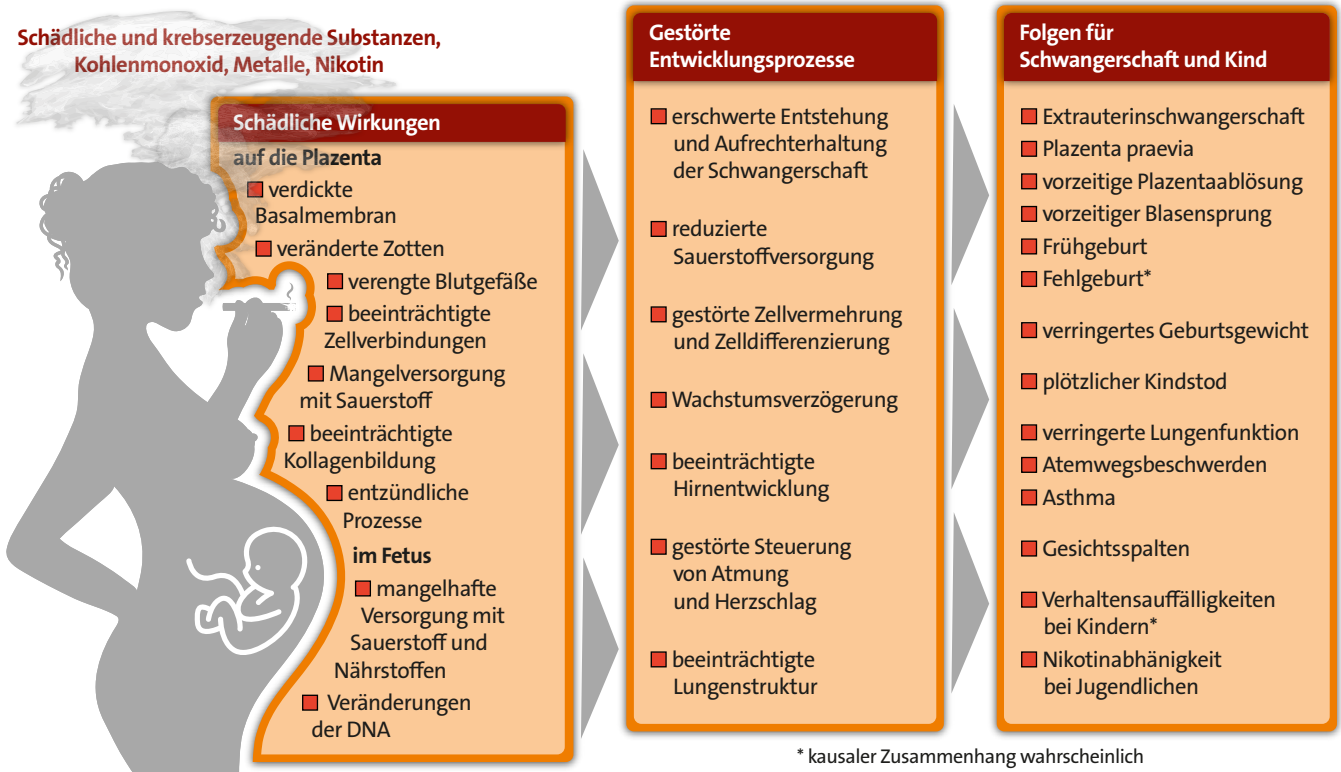 Schädliche und krebserzeugende Substanzen,
Kohlenmonoxid, Metalle, Nikotin
Schädliche Wirkungen
auf die Plazenta
verdickte
Basalmembran
veränderte Zotten
verengte Blutgefäße
beeinträchtigte
Zellverbindungen
Mangelversorgung
mit Sauerstoff
beeinträchtigte
Kollagenbildung
entzündliche
Prozesse
im Fetus
mangelhafte
Versorgung mit
Sauerstoff und
Nährstoffen
Veränderungen
der DNA
Gestörte
Entwicklungsprozesse
erschwerte Entstehung
und Aufrechterhaltung
der Schwangerschaft
reduzierte
Sauerstoffversorgung
gestörte Zellvermehrung
und Zelldifferenzierung
Wachstumsverzögerung
beeinträchtigte
Hirnentwicklung
gestörte Steuerung
von Atmung
und Herzschlag
beeinträchtigte
Lungenstruktur
Folgen für
Schwangerschaft und Kind
Extrauterinschwangerschaft
Plazenta praevia
vorzeitige Plazentaablösung
vorzeitiger Blasensprung
Frühgeburt
Fehlgeburt*
verringertes Geburtsgewicht
plötzlicher Kindstod
verringerte Lungenfunktion
Atemwegsbeschwerden
Asthma
Gesichtsspalten
Verhaltensauffälligkeiten
bei Kindern*
Nikotinabhänigkeit
bei Jugendlichen
* kausaler Zusammenhang wahrscheinlich